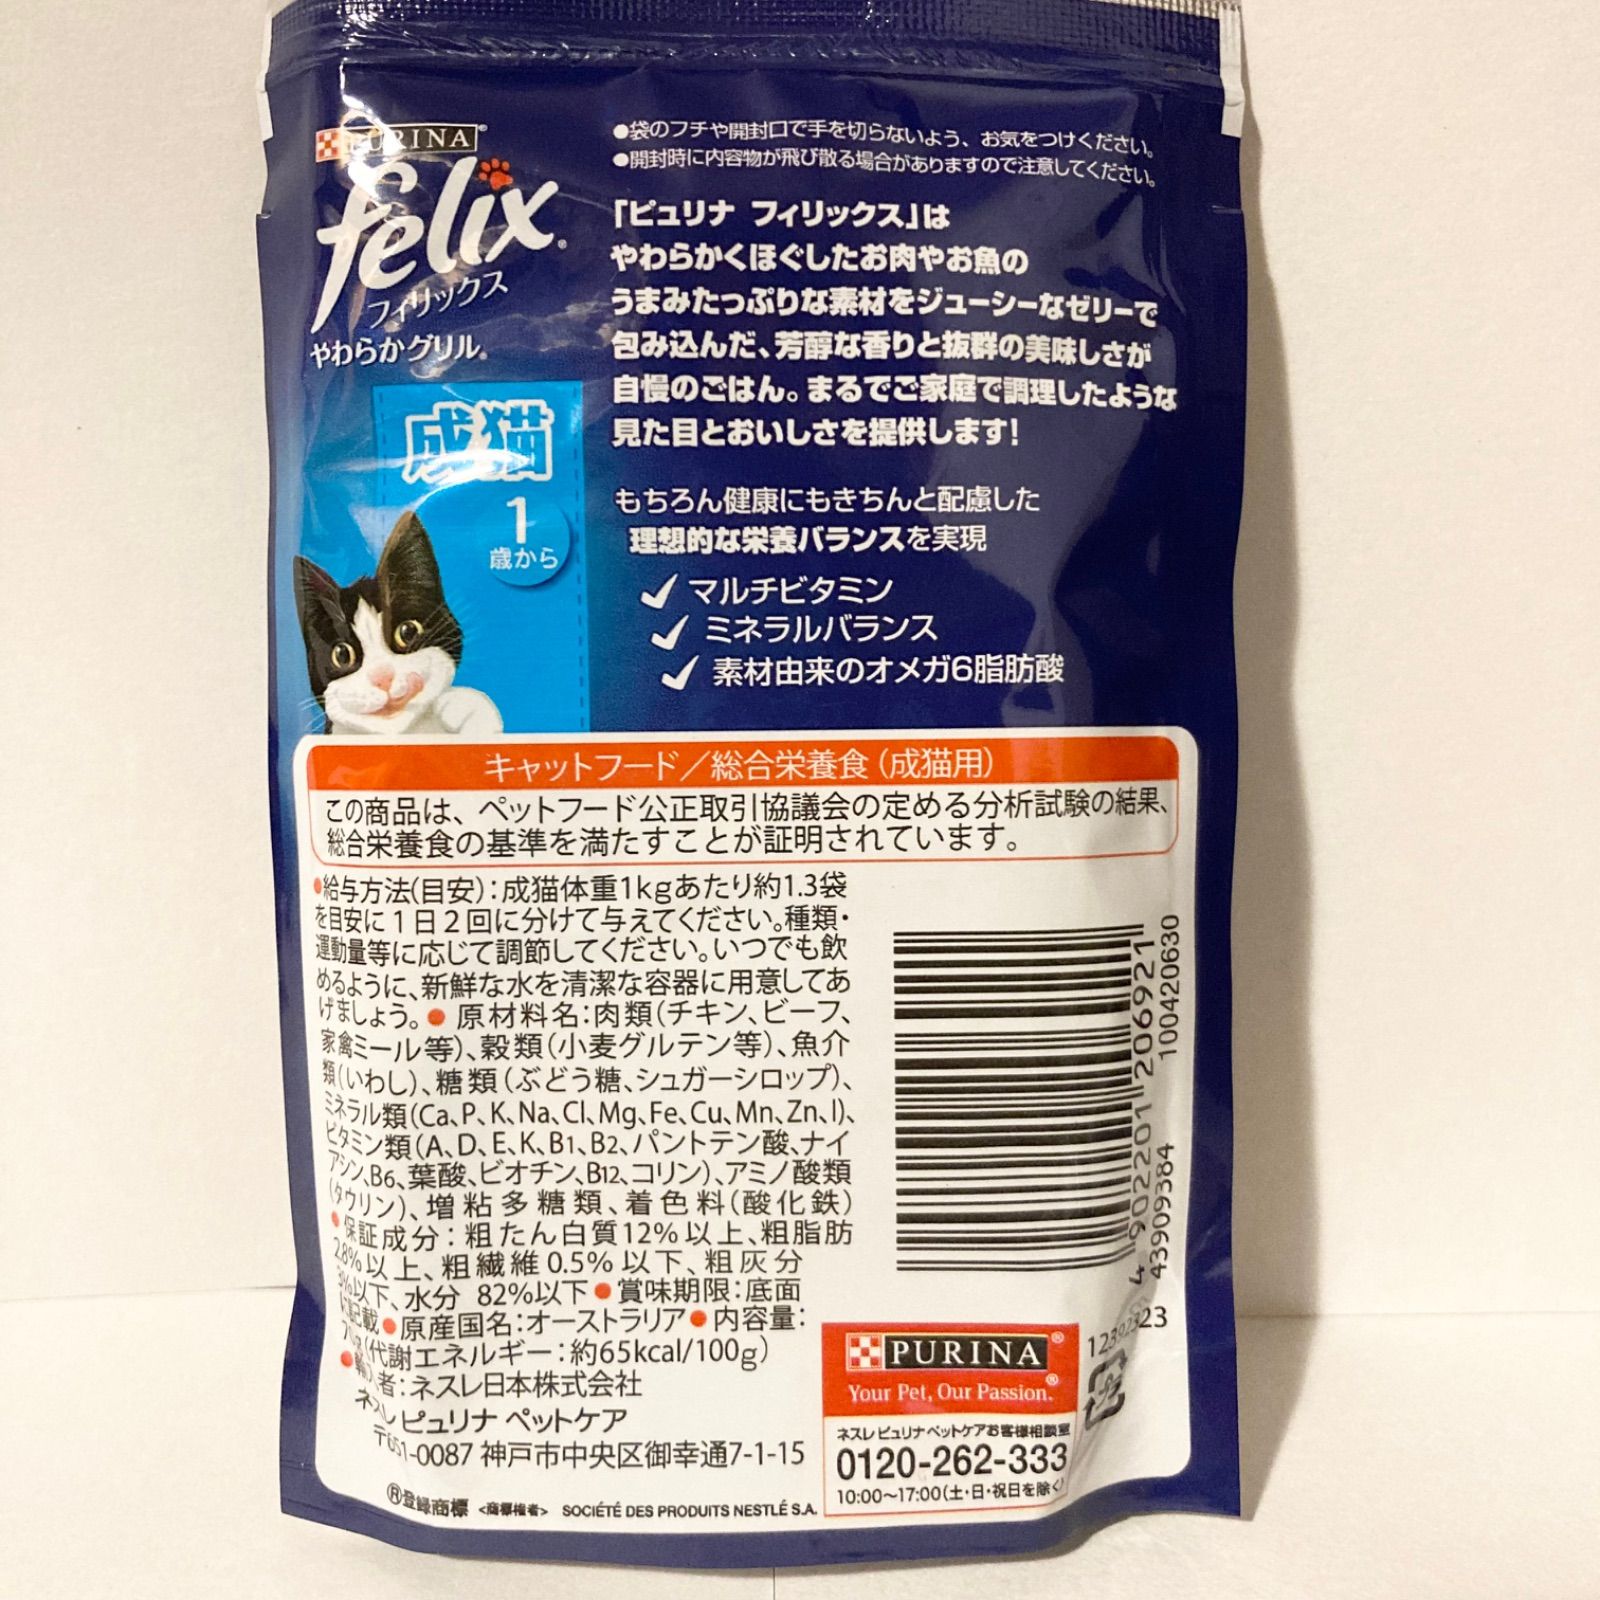 PURINA
felix
フィリックス
やわらかグリル®
成猫
1
歳から
●袋のフチや開封口で手を切らないよう、お気をつけください。
●開封時に内容物が飛び散る場合がありますので注意してください。
「ピュリナ フィリックス」は
やわらかくほぐしたお肉やお魚の
うまみたっぷりな素材をジューシーなゼリーで
包み込んだ、芳醇な香りと抜群の美味しさが
自慢のごはん。まるでご家庭で調理したような
見た目とおいしさを提供します!
もちろん健康にもきちんと配慮した
理想的な栄養バランスを実現
✓ マルチビタミン
✓ ミネラルバランス
✓ 素材由来のオメガ6脂肪酸
キャットフード/総合栄養食(成猫用)
この商品は、ペットフード公正取引協議会の定める分析試験の結果、
総合栄養食の基準を満たすことが証明されています。
●給与方法(目安):成猫体重1kgあたり約1.3袋
を目安に1日2回に分けて与えてください。種類・
運動量等に応じて調節してください。いつでも飲
めるように、新鮮な水を清潔な容器に用意してあ
げましょう。●原材料名:肉類(チキン、ビーフ、
家禽ミール等)、穀類(小麦グルテン等)、魚介
類(いわし)、糖類(ぶどう糖、シュガーシロップ)、
ミネラル類(Ca、P、K、Na、Cl、Mg、Fe、Cu、Mn、Zn、I)、
ビタミン類(A、D、E、K、B1、B2、パントテン酸、ナイ
アシン、B6、葉酸、ビオチン、B12、コリン)、アミノ酸類
(タウリン)、増粘多糖類、着色料(酸化鉄)
●保証成分:粗たん白質12%以上、粗脂肪
2.8%以上、粗繊維0.5%以下、粗灰分
3%以下、水分 82%以下●賞味期限:底面
に記載●原産国名:オーストラリア●内容量:
(代謝エネルギー:約65kcal/100g)
●輸入者:ネスレ日本株式会社
ネスレ ピュリナ ペットケア
〒651-0087 神戸市中央区御幸通7-1-15
®登録商標 <商標権者> SOCIÉTÉ DES PRODUITS NESTLÉ S.A.
4 902201 206921
43909384 100420630
PURINA®
Your Pet, Our Passion.®
ネスレ ピュリナ ペットケアお客様相談室
0120-262-333
10:00～17:00(土・日・祝日を除く)